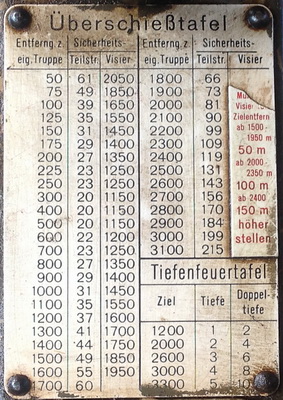 Überschießtafel
Entferng. z. eig. Truppe Sicherheits- Teilstr. Visier
50 61 2050
75 49 1850
100 39 1650
125 35 1550
150 31 1450
175 29 1400
200 27 1350
225 25 1250
250 23 1250
300 20 1150
400 20 1150
500 20 1150
600 22 1200
700 23 1250
800 27 1350
900 29 1400
1000 31 1450
1100 35 1550
1200 37 1600
1300 41 1700
1400 44 1750
1500 49 1850
1600 55 1950
1700 60
Entferng. z. eig. Truppe Sicherheits- Teilstr. Visier
1800 66
1900 73
2000 81
2100 90
2200 99
2300 109
2400 119
2500 131
2600 143
2700 156
2800 170
2900 184
3000 199
3100 215
Zielentfern
ab 1500-
1950 m
50 m
ab 2000-
2350 m
100 m
ab 2400
150 m
höher
stellen
Tiefenfeuertafel
Ziel Tiefe Doppel-
tiefe
1200 1 2
2000 2 4
2500 3 6
3000 4 8
3300 5 10